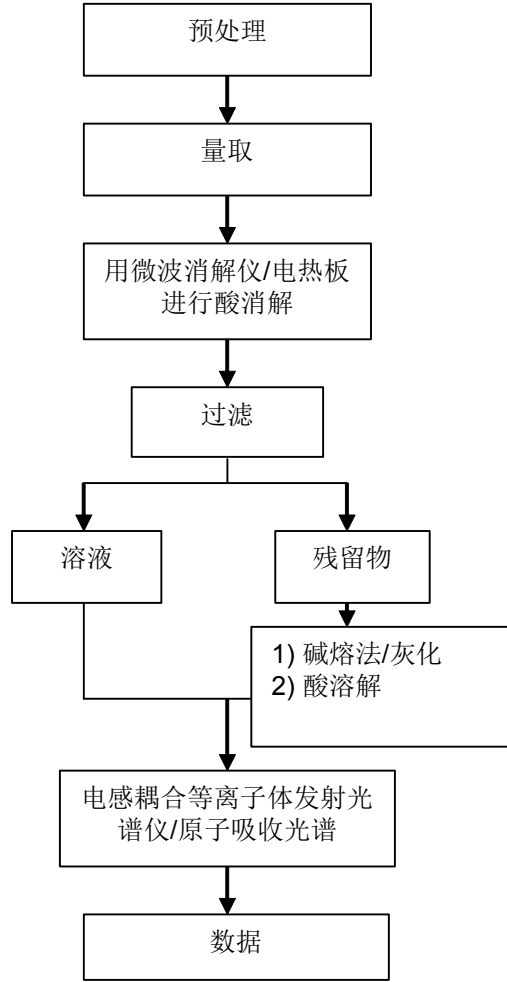 预处理
量取
用微波消解仪/电热板
进行酸消解
过滤
溶液
残留物
1) 碱熔法/灰化
2) 酸溶解
电感耦合等离子体发射光
谱仪/原子吸收光谱
数据